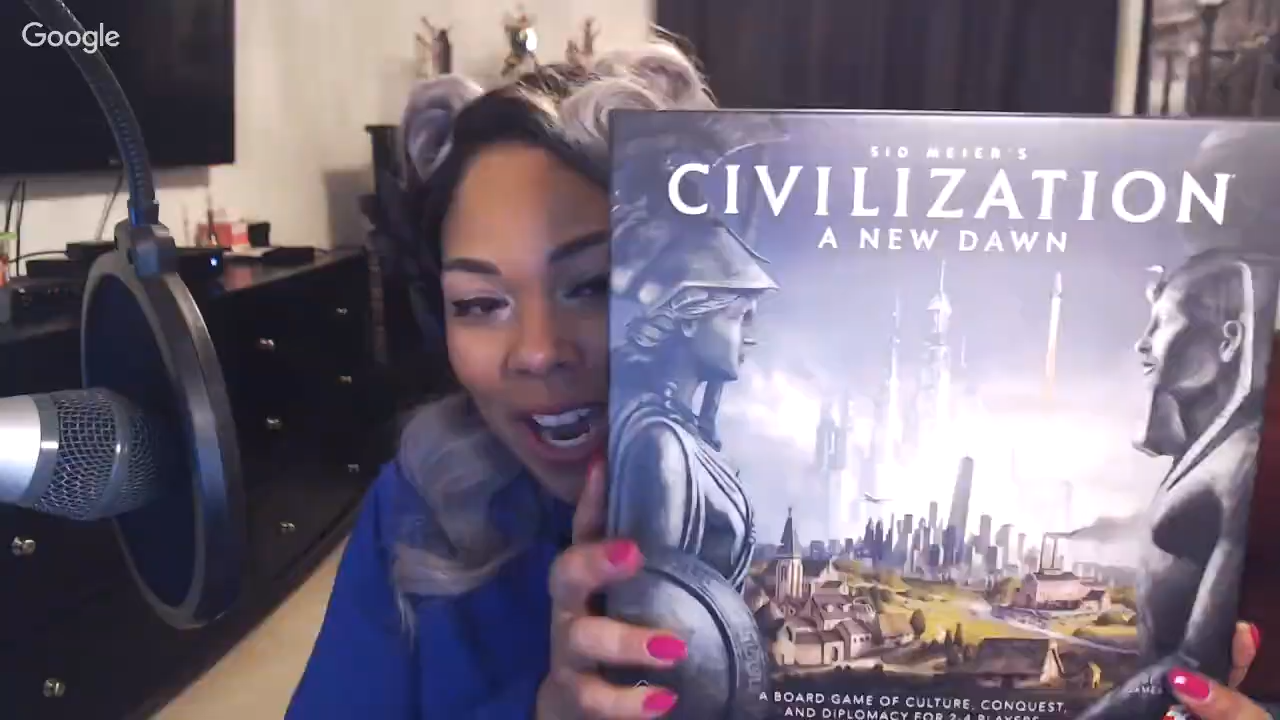 Google
SID MEIER'S
CIVILIZATION
A NEW DAWN
A BOARD GAME OF CULTURE, CONQUEST,
AND DIPLOMACY FOR 2-4 PLAYERS